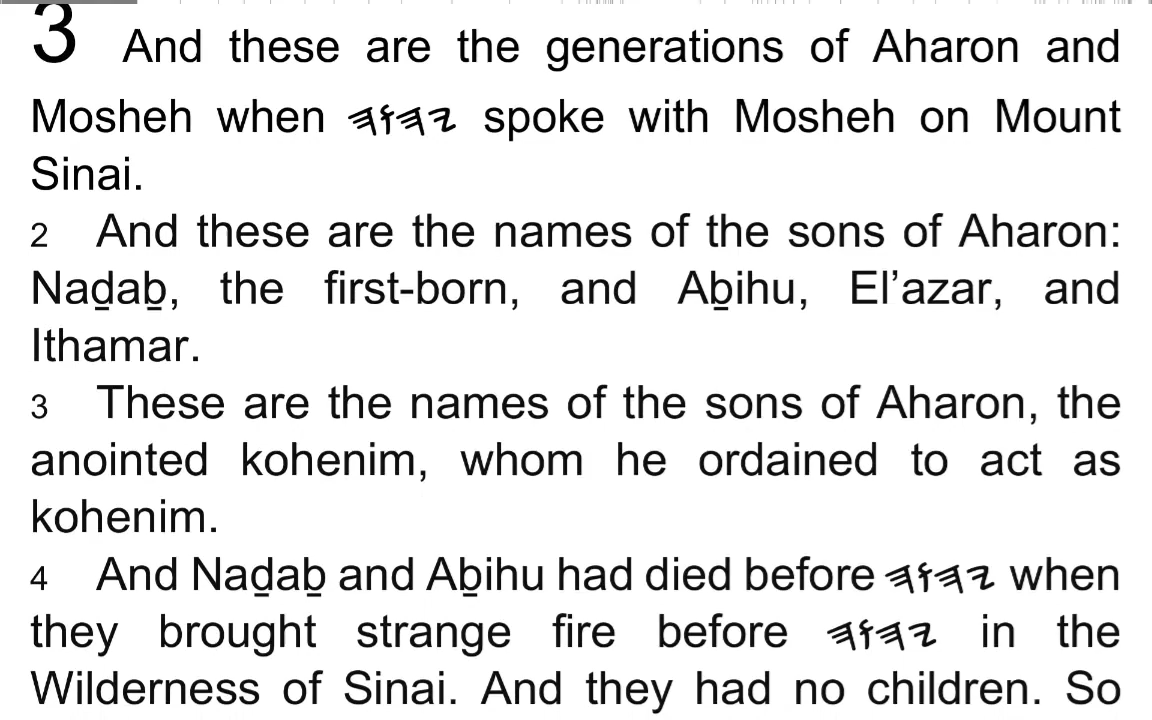 3 And these are the generations of Aharon and
Mosheh when 𐤉𐤄𐤅𐤄 spoke with Mosheh on Mount
Sinai.
2 And these are the names of the sons of Aharon:
Naḏaḇ, the first-born, and Aḇihu, El’azar, and
Ithamar.
3 These are the names of the sons of Aharon, the
anointed kohenim, whom he ordained to act as
kohenim.
4 And Naḏaḇ and Aḇihu had died before 𐤉𐤄𐤅𐤄 when
they brought strange fire before 𐤉𐤄𐤅𐤄 in the
Wilderness of Sinai. And they had no children. So